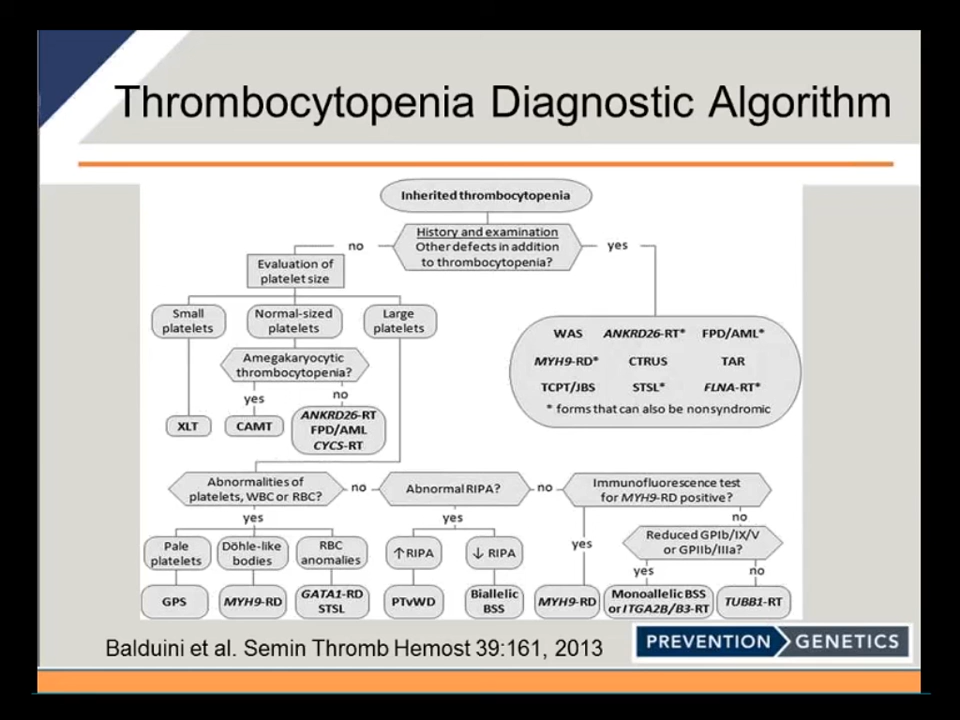 Thrombocytopenia Diagnostic Algorithm
Inherited thrombocytopenia
History and examination
Other defects in addition
to thrombocytopenia?
no
yes
Evaluation of
platelet size
Small
platelets
Normal-sized
platelets
Large
platelets
Amegakaryocytic
thrombocytopenia?
yes
no
XLT
CAMT
ANKRD26-RT
FPD/AML
CYCS-RT
WAS ANKRD26-RT* FPD/AML*
MYH9-RD* CTRUS TAR
TCPT/JBS STSL* FLNA-RT*
* forms that can also be nonsyndromic
Abnormalities of
platelets, WBC or RBC?
no
Abnormal RIPA?
no
Immunofluorescence test
for MYH9-RD positive?
yes
yes
yes
no
Reduced GPIb/IX/V
or GPIIb/IIIa?
yes
no
Pale
platelets
Döhle-like
bodies
RBC
anomalies
↑RIPA
↓ RIPA
GPS
MYH9-RD
GATA1-RD
STSL
PTvWD
Biallelic
BSS
MYH9-RD
Monoallelic BSS
or ITGA2B/B3-RT
TUBB1-RT
Balduini et al. Semin Thromb Hemost 39:161, 2013
PREVENTION GENETICS